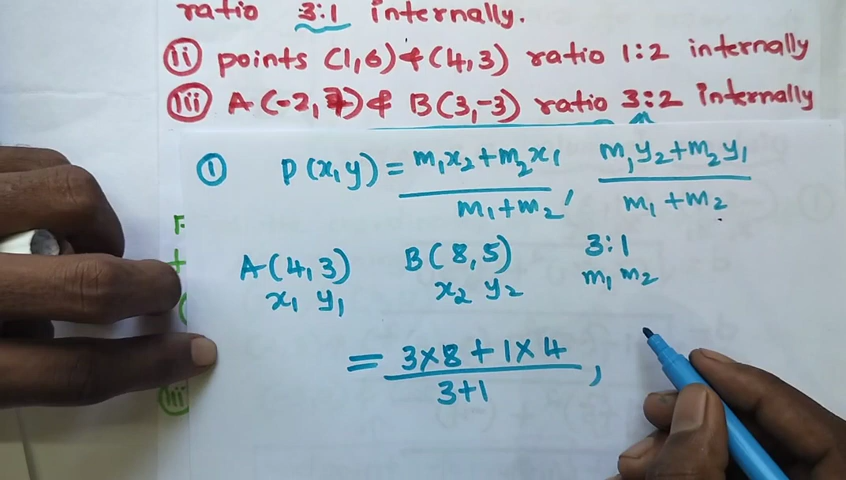 ratio 3:1 internally.
(ii) points (1,6) & (4,3) ratio 1:2 internally
(iii) A(-2,7) & B(3,-3) ratio 3:2 internally
(1) P(x,y) = m₁x₂+m₂x₁ / m₁+m₂ , m₁y₂+m₂y₁ / m₁+m₂
A(4,3) B(8,5) 3:1
x₁ y₁ x₂ y₂ m₁ m₂
= 3×8+1×4 / 3+1 ,